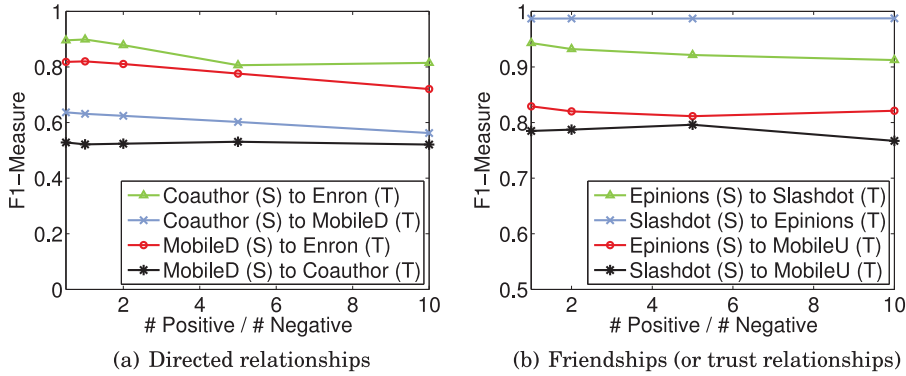 1
0.8
0.6
0.4
0.2
0
2 4 6 8 10
F1−Measure
# Positive / # Negative
Coauthor (S) to Enron (T)
Coauthor (S) to MobileD (T)
MobileD (S) to Enron (T)
MobileD (S) to Coauthor (T)
(a) Directed relationships
1
0.9
0.8
0.7
0.6
0.5
2 4 6 8 10
F1−Measure
# Positive / # Negative
Epinions (S) to Slashdot (T)
Slashdot (S) to Epinions (T)
Epinions (S) to MobileU (T)
Slashdot (S) to MobileU (T)
(b) Friendships (or trust relationships)